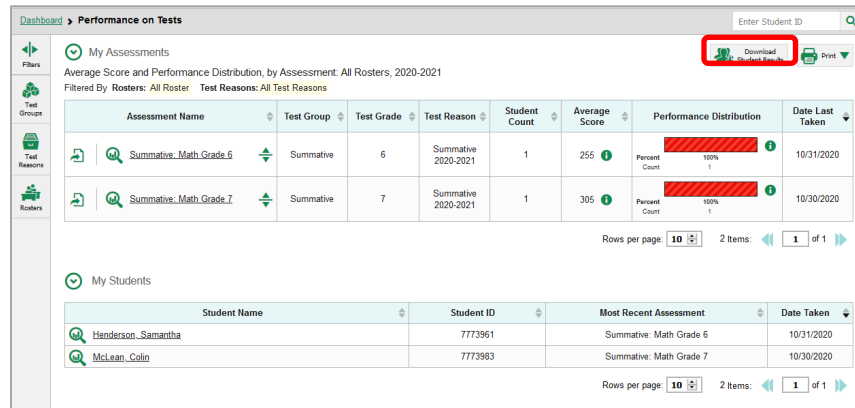 Dashboard > Performance on Tests
Enter Student ID
Filters
Test Groups
Test Reasons
Rosters
My Assessments
Download Student Results
Print
Average Score and Performance Distribution, by Assessment: All Rosters, 2020-2021
Filtered By Rosters: All Roster Test Reasons: All Test Reasons
Assessment Name Test Group Test Grade Test Reason Student Count Average Score Performance Distribution Date Last Taken
Summative: Math Grade 6 Summative 6 Summative 2020-2021 1 255 Percent 100% Count 1 10/31/2020
Summative: Math Grade 7 Summative 7 Summative 2020-2021 1 305 Percent 100% Count 1 10/30/2020
Rows per page: 10 2 Items: 1 of 1
My Students
Student Name Student ID Most Recent Assessment Date Taken
Henderson, Samantha 7773961 Summative: Math Grade 6 10/31/2020
McLean, Colin 7773983 Summative: Math Grade 7 10/30/2020
Rows per page: 10 2 Items: 1 of 1